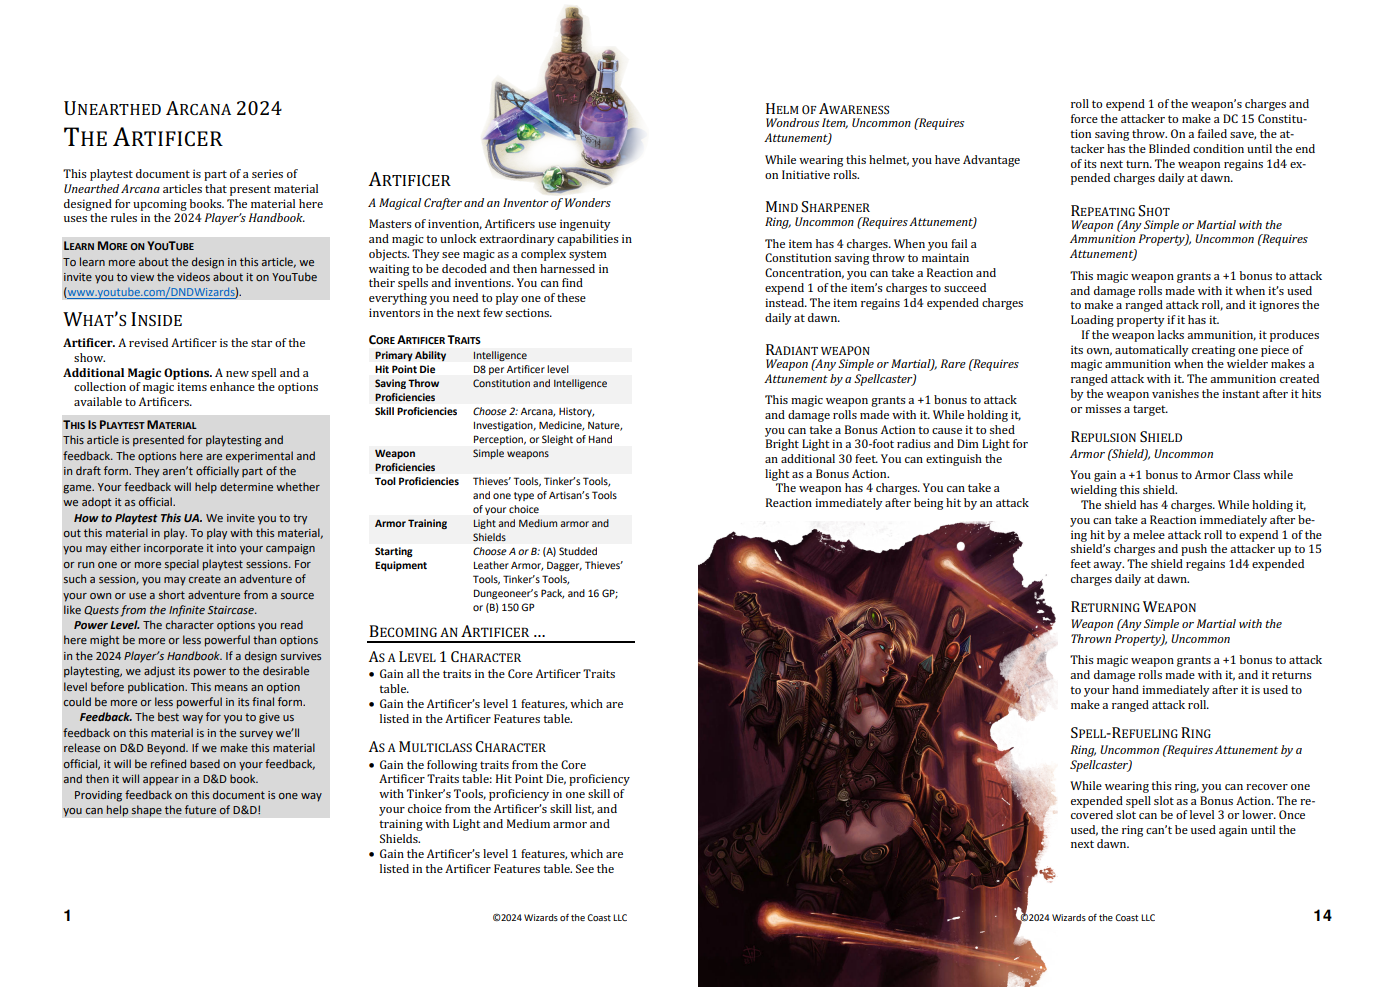 UNEARTHED ARCANA 2024
THE ARTIFICER
This playtest document is part of a series of
Unearthed Arcana articles that present material
designed for upcoming books. The material here
uses the rules in the 2024 Player's Handbook.
LEARN MORE ON YOUTUBE
To learn more about the design in this article, we
invite you to view the videos about it on YouTube
(www.youtube.com/DNDWizards).
WHAT'S INSIDE
Artificer. A revised Artificer is the star of the
show.
Additional Magic Options. A new spell and a
collection of magic items enhance the options
available to Artificers.
THIS IS PLAYTEST MATERIAL
This article is presented for playtesting and
feedback. The options here are experimental and
in draft form. They aren't officially part of the
game. Your feedback will help determine whether
we adopt it as official.
How to Playtest This UA. We invite you to try
out this material in play. To play with this material,
you may either incorporate it into your campaign
or run one or more special playtest sessions. For
such a session, you may create an adventure of
your own or use a short adventure from a source
like Quests from the Infinite Staircase.
Power Level. The character options you read
here might be more or less powerful than options
in the 2024 Player's Handbook. If a design survives
playtesting, we adjust its power to the desirable
level before publication. This means an option
could be more or less powerful in its final form.
Feedback. The best way for you to give us
feedback on this material is in the survey we'll
release on D&D Beyond. If we make this material
official, it will be refined based on your feedback,
and then it will appear in a D&D book.
Providing feedback on this document is one way
you can help shape the future of D&D!
ARTIFICER
A Magical Crafter and an Inventor of Wonders
Masters of invention, Artificers use ingenuity
and magic to unlock extraordinary capabilities in
objects. They see magic as a complex system
waiting to be decoded and then harnessed in
their spells and inventions. You can find
everything you need to play one of these
inventors in the next few sections.
CORE ARTIFICER TRAITS
Primary Ability Intelligence
Hit Point Die D8 per Artificer level
Saving Throw Constitution and Intelligence
Proficiencies
Skill Proficiencies Choose 2: Arcana, History,
Investigation, Medicine, Nature,
Perception, or Sleight of Hand
Weapon Simple weapons
Proficiencies
Tool Proficiencies Thieves' Tools, Tinker's Tools,
and one type of Artisan's Tools
of your choice
Armor Training Light and Medium armor and
Shields
Starting Choose A or B: (A) Studded
Equipment Leather Armor, Dagger, Thieves'
Tools, Tinker's Tools,
Dungeoneer's Pack, and 16 GP;
or (B) 150 GP
BECOMING AN ARTIFICER ...
AS A LEVEL 1 CHARACTER
• Gain all the traits in the Core Artificer Traits
table.
• Gain the Artificer's level 1 features, which are
listed in the Artificer Features table.
AS A MULTICLASS CHARACTER
• Gain the following traits from the Core
Artificer Traits table: Hit Point Die, proficiency
with Tinker's Tools, proficiency in one skill of
your choice from the Artificer's skill list, and
training with Light and Medium armor and
Shields.
• Gain the Artificer's level 1 features, which are
listed in the Artificer Features table. See the
1
©2024 Wizards of the Coast LLC
HELM OF AWARENESS
Wondrous Item, Uncommon (Requires
Attunement)
While wearing this helmet, you have Advantage
on Initiative rolls.
MIND SHARPENER
Ring, Uncommon (Requires Attunement)
The item has 4 charges. When you fail a
Constitution saving throw to maintain
Concentration, you can take a Reaction and
expend 1 of the item's charges to succeed
instead. The item regains 1d4 expended charges
daily at dawn.
RADIANT WEAPON
Weapon (Any Simple or Martial), Rare (Requires
Attunement by a Spellcaster)
This magic weapon grants a +1 bonus to attack
and damage rolls made with it. While holding it,
you can take a Bonus Action to cause it to shed
Bright Light in a 30-foot radius and Dim Light for
an additional 30 feet. You can extinguish the
light as a Bonus Action.
The weapon has 4 charges. You can take a
Reaction immediately after being hit by an attack
roll to expend 1 of the weapon's charges and
force the attacker to make a DC 15 Constitu-
tion saving throw. On a failed save, the at-
tacker has the Blinded condition until the end
of its next turn. The weapon regains 1d4 ex-
pended charges daily at dawn.
REPEATING SHOT
Weapon (Any Simple or Martial with the
Ammunition Property), Uncommon (Requires
Attunement)
This magic weapon grants a +1 bonus to attack
and damage rolls made with it when it's used
to make a ranged attack roll, and it ignores the
Loading property if it has it.
If the weapon lacks ammunition, it produces
its own, automatically creating one piece of
magic ammunition when the wielder makes a
ranged attack with it. The ammunition created
by the weapon vanishes the instant after it hits
or misses a target.
REPULSION SHIELD
Armor (Shield), Uncommon
You gain a +1 bonus to Armor Class while
wielding this shield.
The shield has 4 charges. While holding it,
you can take a Reaction immediately after be-
ing hit by a melee attack roll to expend 1 of the
shield's charges and push the attacker up to 15
feet away. The shield regains 1d4 expended
charges daily at dawn.
RETURNING WEAPON
Weapon (Any Simple or Martial with the
Thrown Property), Uncommon
This magic weapon grants a +1 bonus to attack
and damage rolls made with it, and it returns
to your hand immediately after it is used to
make a ranged attack roll.
SPELL-REFUELING RING
Ring, Uncommon (Requires Attunement by a
Spellcaster)
While wearing this ring, you can recover one
expended spell slot as a Bonus Action. The re-
covered slot can be of level 3 or lower. Once
used, the ring can't be used again until the
next dawn.
©2024 Wizards of the Coast LLC
14